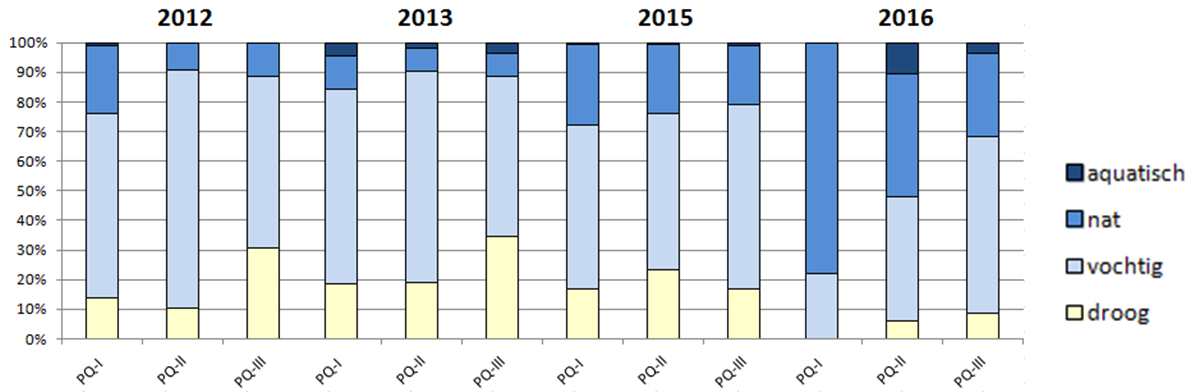 2012 2013 2015 2016
100%
90%
80%
70%
60%
50%
40%
30%
20%
10%
0%
PQ-I PQ-II PQ-III PQ-I PQ-II PQ-III PQ-I PQ-II PQ-III PQ-I PQ-II PQ-III
aquatisch
nat
vochtig
droog